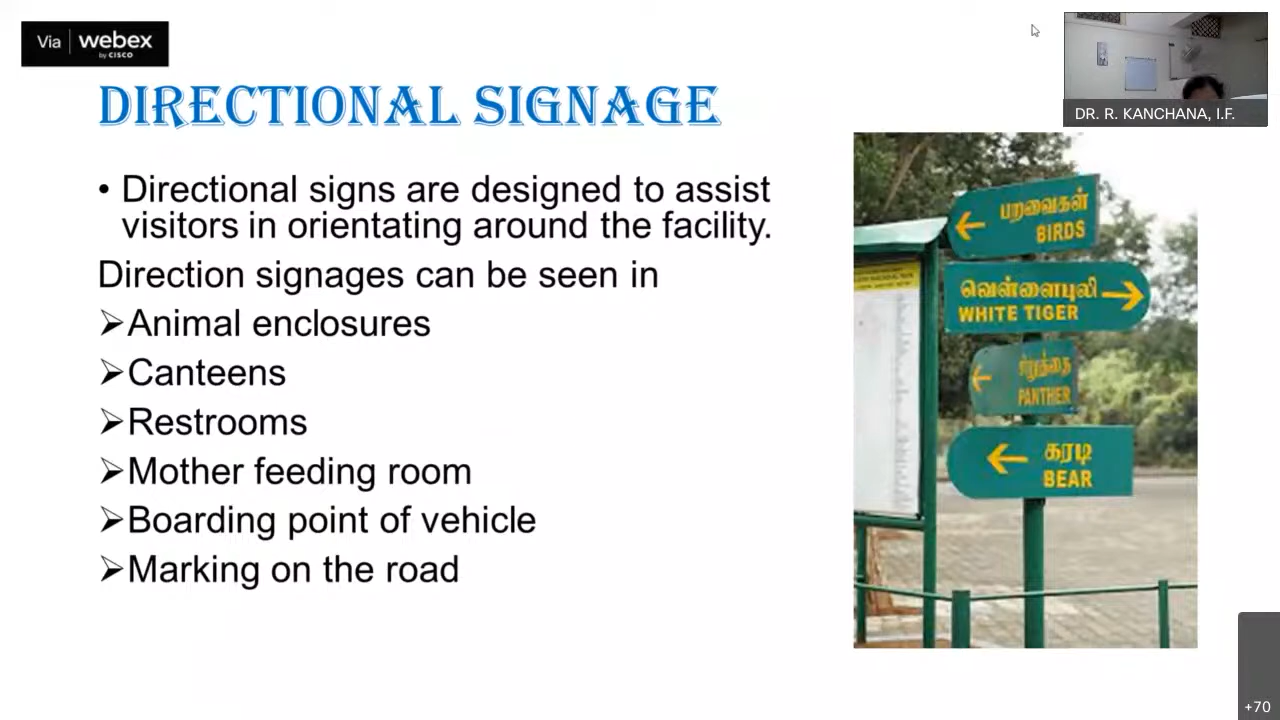 Via webex
by CISCO
DIRECTIONAL SIGNAGE
• Directional signs are designed to assist
visitors in orientating around the facility.
Direction signages can be seen in
➢Animal enclosures
➢Canteens
➢Restrooms
➢Mother feeding room
➢Boarding point of vehicle
➢Marking on the road
DR. R. KANCHANA, I.F.
பறவைகள்
BIRDS
வெள்ளைபுலி
WHITE TIGER
சிறுத்தை
PANTHER
கரடி
BEAR
+70